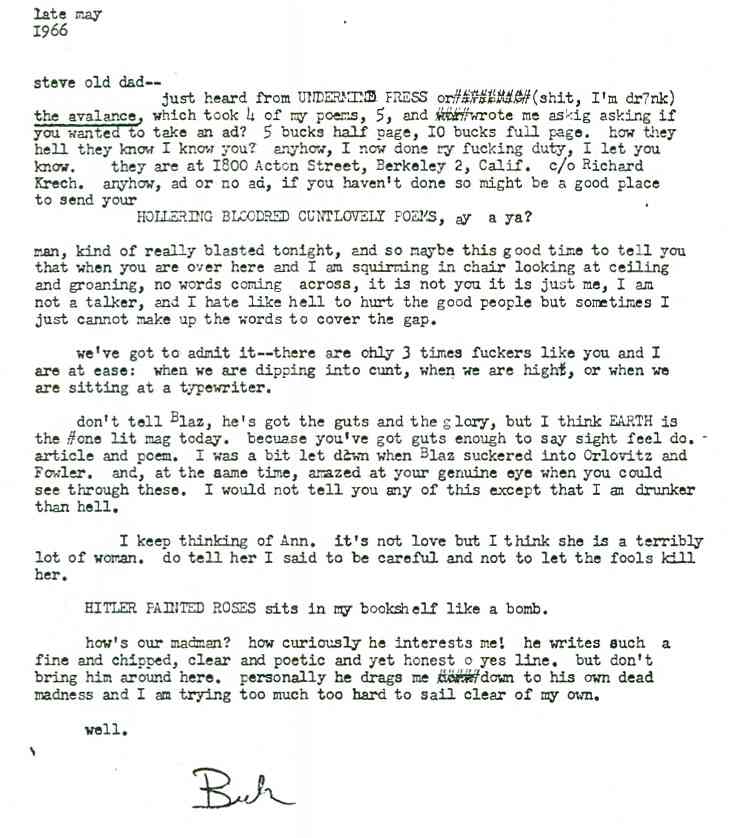 late may
1966
steve old dad--
just heard from UNDERMIND PRESS or######## (shit, I'm dr7nk)
the avalance, which took 4 of my poems, 5, and ####wrote me askig asking if
you wanted to take an ad? 5 bucks half page, I0 bucks full page. how they
hell they know I know you? anyhow, I now done my fucking duty, I let you
know. they are at I800 Acton Street, Berkeley 2, Calif. c/o Richard
Krech. anyhow, ad or no ad, if you haven't done so might be a good place
to send your
HOLLERING BLOODRED CUNTLOVELY POEMS, ay a ya?
man, kind of really blasted tonight, and so maybe this good time to tell you
that when you are over here and I am squirming in chair looking at ceiling
and groaning, no words coming across, it is not you it is just me, I am
not a talker, and I hate like hell to hurt the good people but sometimes I
just cannot make up the words to cover the gap.
we've got to admit it--there are ohly 3 times fuckers like you and I
are at ease: when we are dipping into cunt, when we are hight, or when we
are sitting at a typewriter.
don't tell Blaz, he's got the guts and the glory, but I think EARTH is
the #one lit mag today. becuase you've got guts enough to say sight feel do. -
article and poem. I was a bit let d2wn when Blaz suckered into Orlovitz and
Fowler. and, at the same time, amazed at your genuine eye when you could
see through these. I would not tell you any of this except that I am drunker
than hell.
I keep thinking of Ann. it's not love but I think she is a terribly
lot of woman. do tell her I said to be careful and not to let the fools kill
her.
HITLER PAINTED ROSES sits in my bookshelf like a bomb.
how's our madman? how curiously he interests me! he writes such a
fine and chipped, clear and poetic and yet honest o yes line. but don't
bring him around here. personally he drags me ####down to his own dead
madness and I am trying too much too hard to sail clear of my own.
well.
Buk